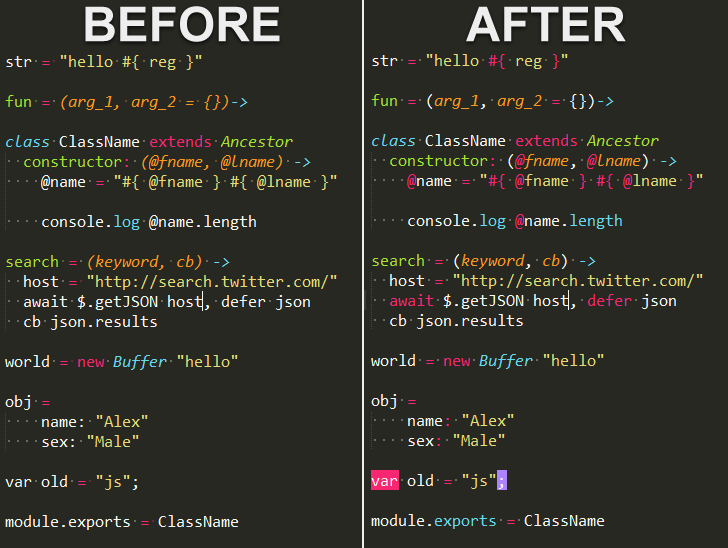 BEFORE
str = "hello #{ reg }"
fun = (arg_1, arg_2 = {})->
class ClassName extends Ancestor
  constructor: (@fname, @lname) ->
    @name = "#{ @fname } #{ @lname }"
    console.log @name.length
search = (keyword, cb) ->
  host = "http://search.twitter.com/"
  await $.getJSON host, defer json
  cb json.results
world = new Buffer "hello"
obj =
    name: "Alex"
    sex: "Male"
var old = "js";
module.exports = ClassName
AFTER
str = "hello #{ reg }"
fun = (arg_1, arg_2 = {})->
class ClassName extends Ancestor
  constructor: (@fname, @lname) ->
    @name = "#{ @fname } #{ @lname }"
    console.log @name.length
search = (keyword, cb) ->
  host = "http://search.twitter.com/"
  await $.getJSON host, defer json
  cb json.results
world = new Buffer "hello"
obj =
    name: "Alex"
    sex: "Male"
var old = "js";
module.exports = ClassName